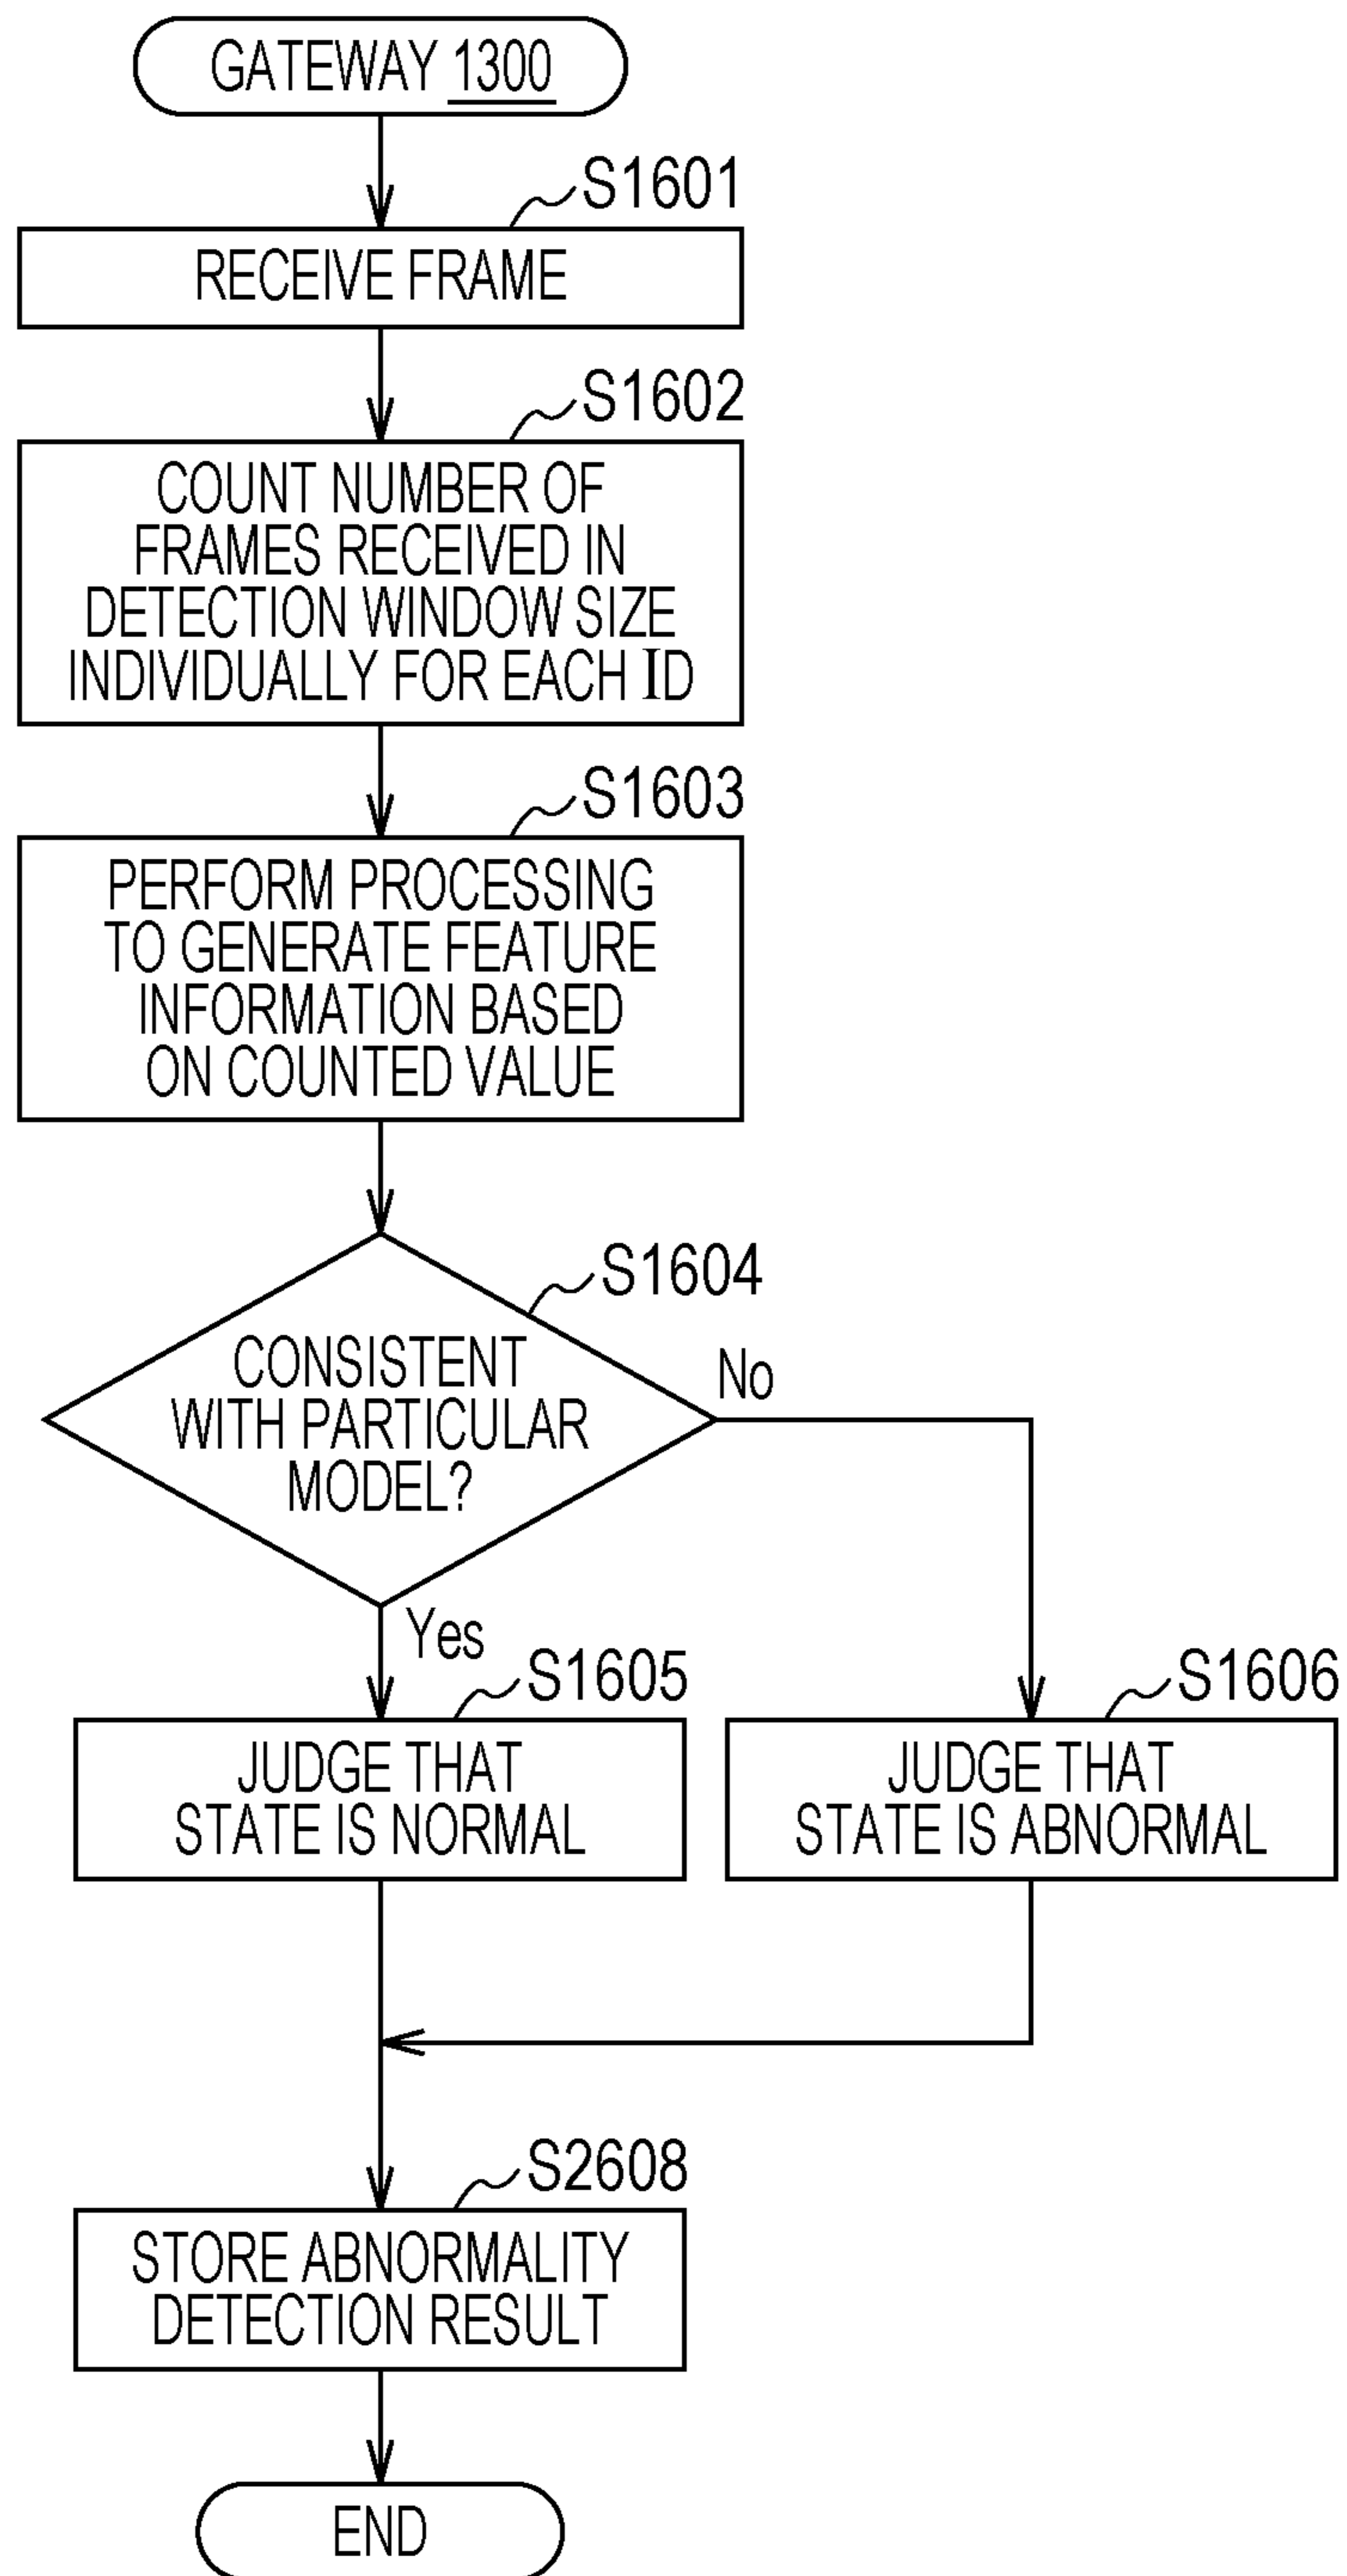 GATEWAY 1300
S1601
RECEIVE FRAME
S1602
COUNT NUMBER OF
FRAMES RECEIVED IN
DETECTION WINDOW SIZE
INDIVIDUALLY FOR EACH ID
S1603
PERFORM PROCESSING
TO GENERATE FEATURE
INFORMATION BASED
ON COUNTED VALUE
S1604
CONSISTENT
WITH PARTICULAR
MODEL?
No
Yes
S1605
JUDGE THAT
STATE IS NORMAL
S1606
JUDGE THAT
STATE IS ABNORMAL
S2608
STORE ABNORMALITY
DETECTION RESULT
END